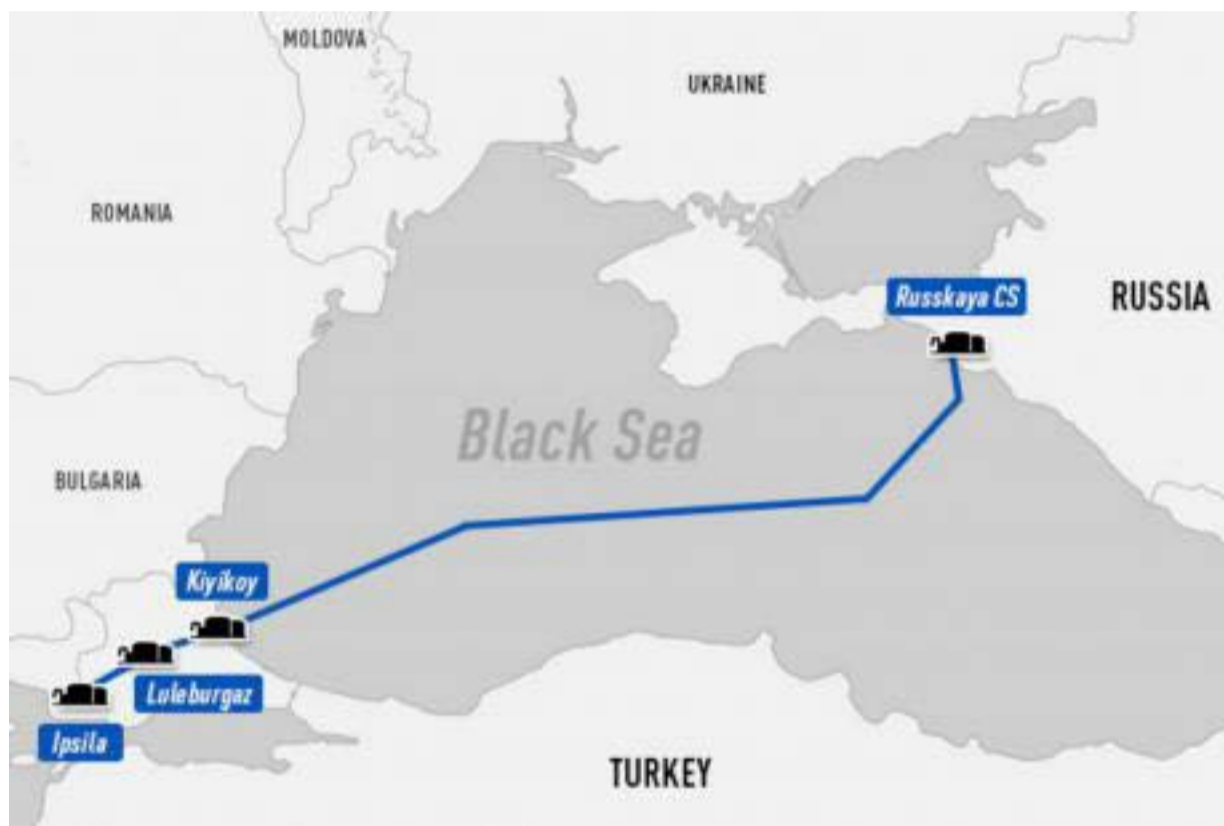 MOLDOVA
UKRAINE
ROMANIA
Russkaya CS
RUSSIA
Black Sea
BULGARIA
Kiyikoy
Luleburgaz
Ipsila
TURKEY